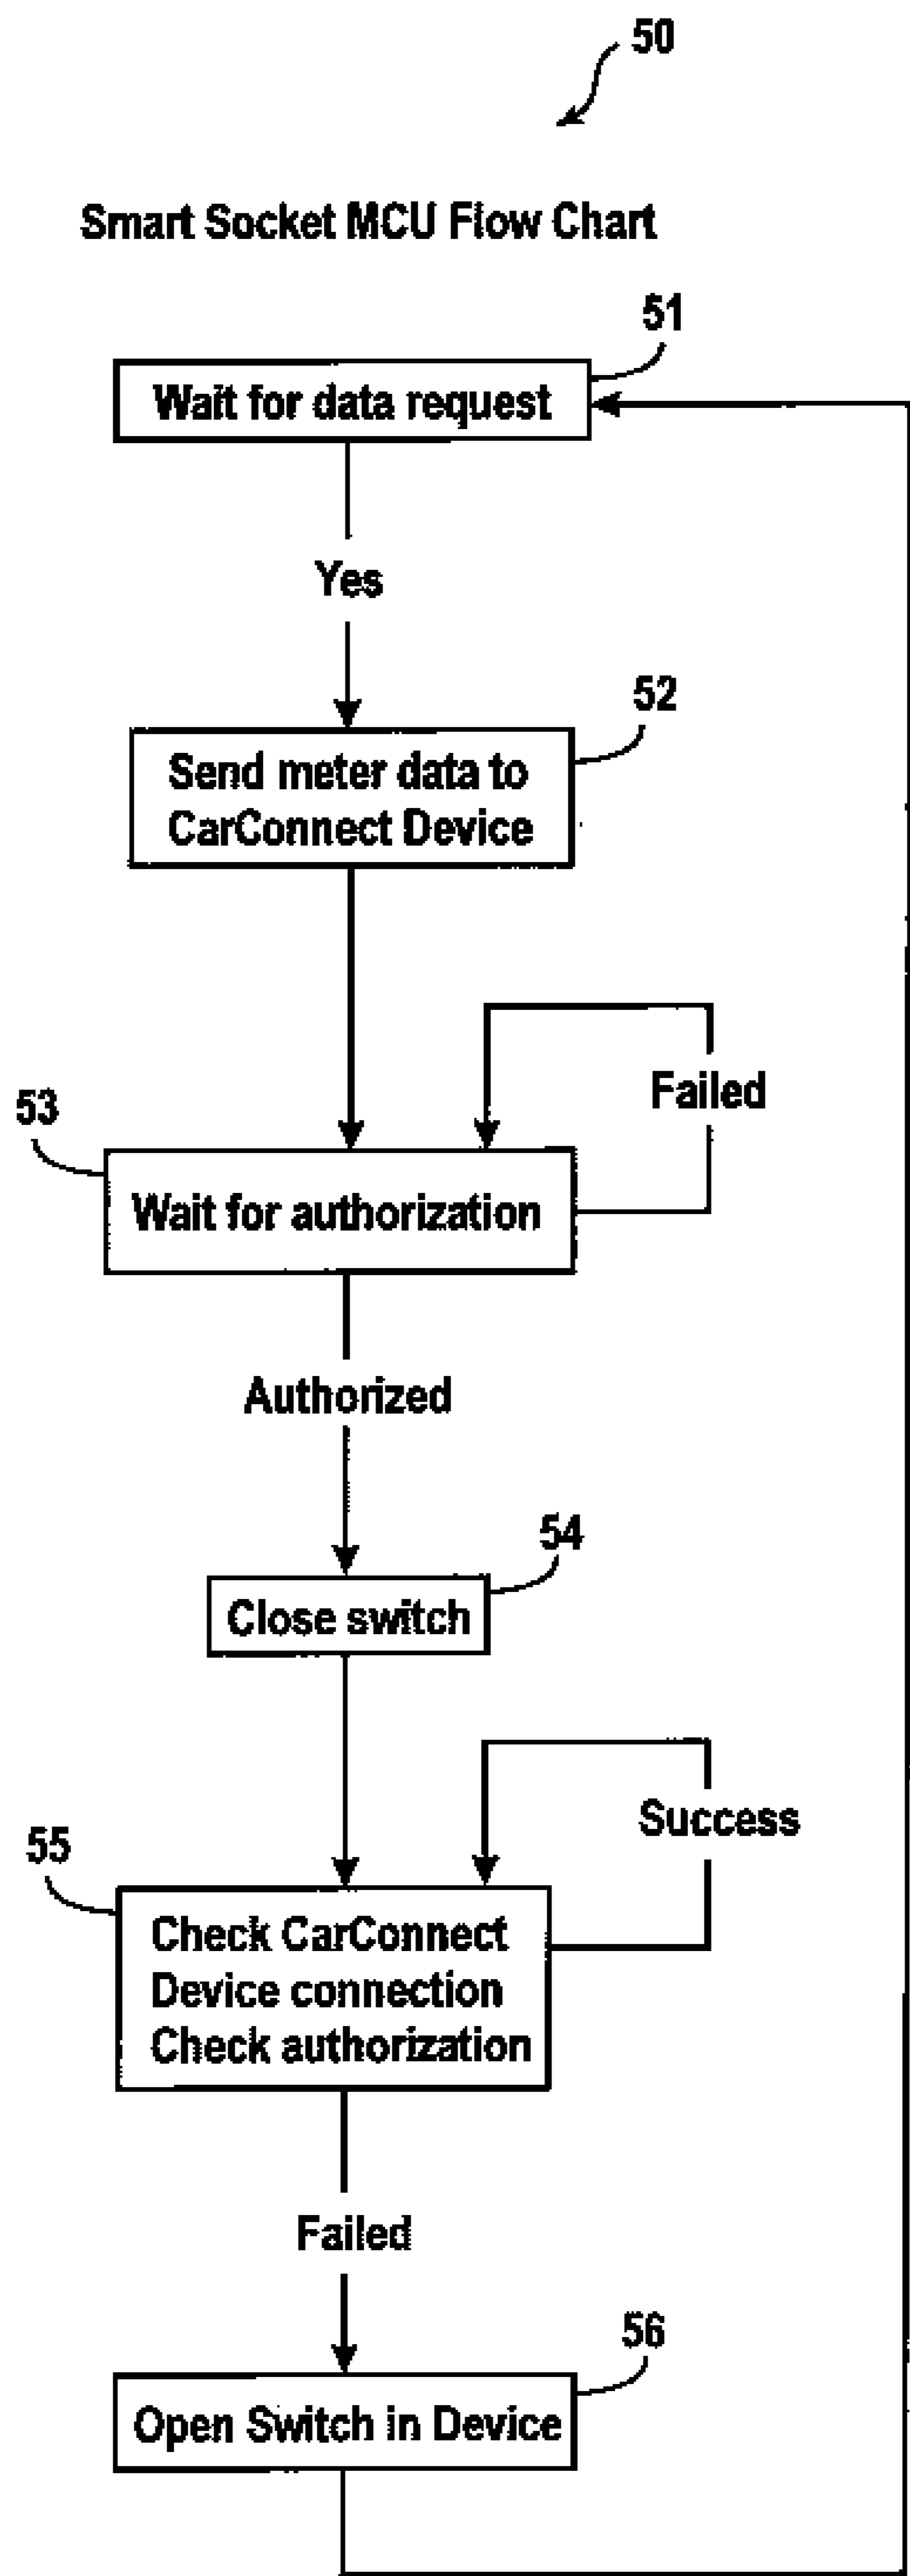 50
Smart Socket MCU Flow Chart
51
Wait for data request
Yes
52
Send meter data to
CarConnect Device
Failed
53
Wait for authorization
Authorized
54
Close switch
Success
55
Check CarConnect
Device connection
Check authorization
Failed
56
Open Switch in Device